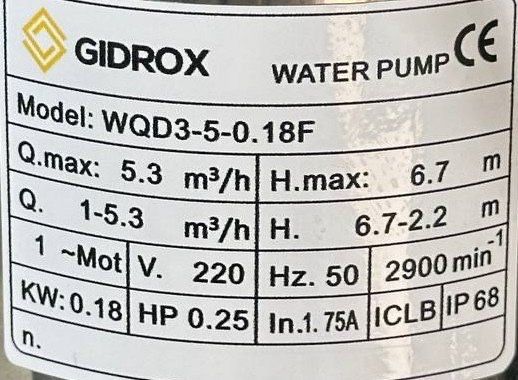 GIDROX WATER PUMP CE
Model: WQD3-5-0.18F
Q.max: 5.3 m³/h H.max: 6.7 m
Q. 1-5.3 m³/h H. 6.7-2.2 m
1 ~Mot V. 220 Hz. 50 2900 min⁻¹
KW: 0.18 HP 0.25 In.1. 75A ICLB IP 68
n.